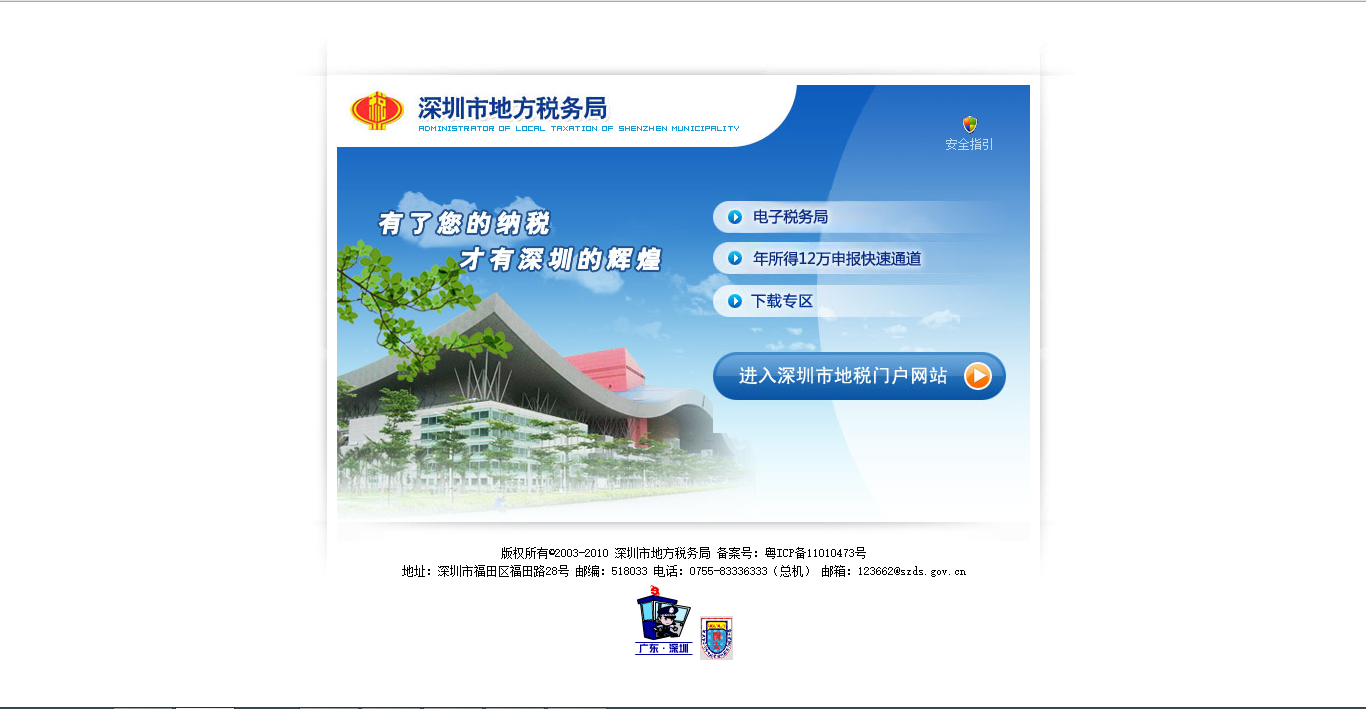 深圳市地方税务局
ADMINISTRATOR OF LOCAL TAXATION OF SHENZHEN MUNICIPALITY
安全指引
有了您的纳税
才有深圳的辉煌
电子税务局
年所得12万申报快速通道
下载专区
进入深圳市地税门户网站
版权所有©2003-2010 深圳市地方税务局 备案号：粤ICP备11010473号
地址：深圳市福田区福田路28号 邮编：518033 电话：0755-83336333（总机） 邮箱：123662@szds.gov.cn
广东·深圳